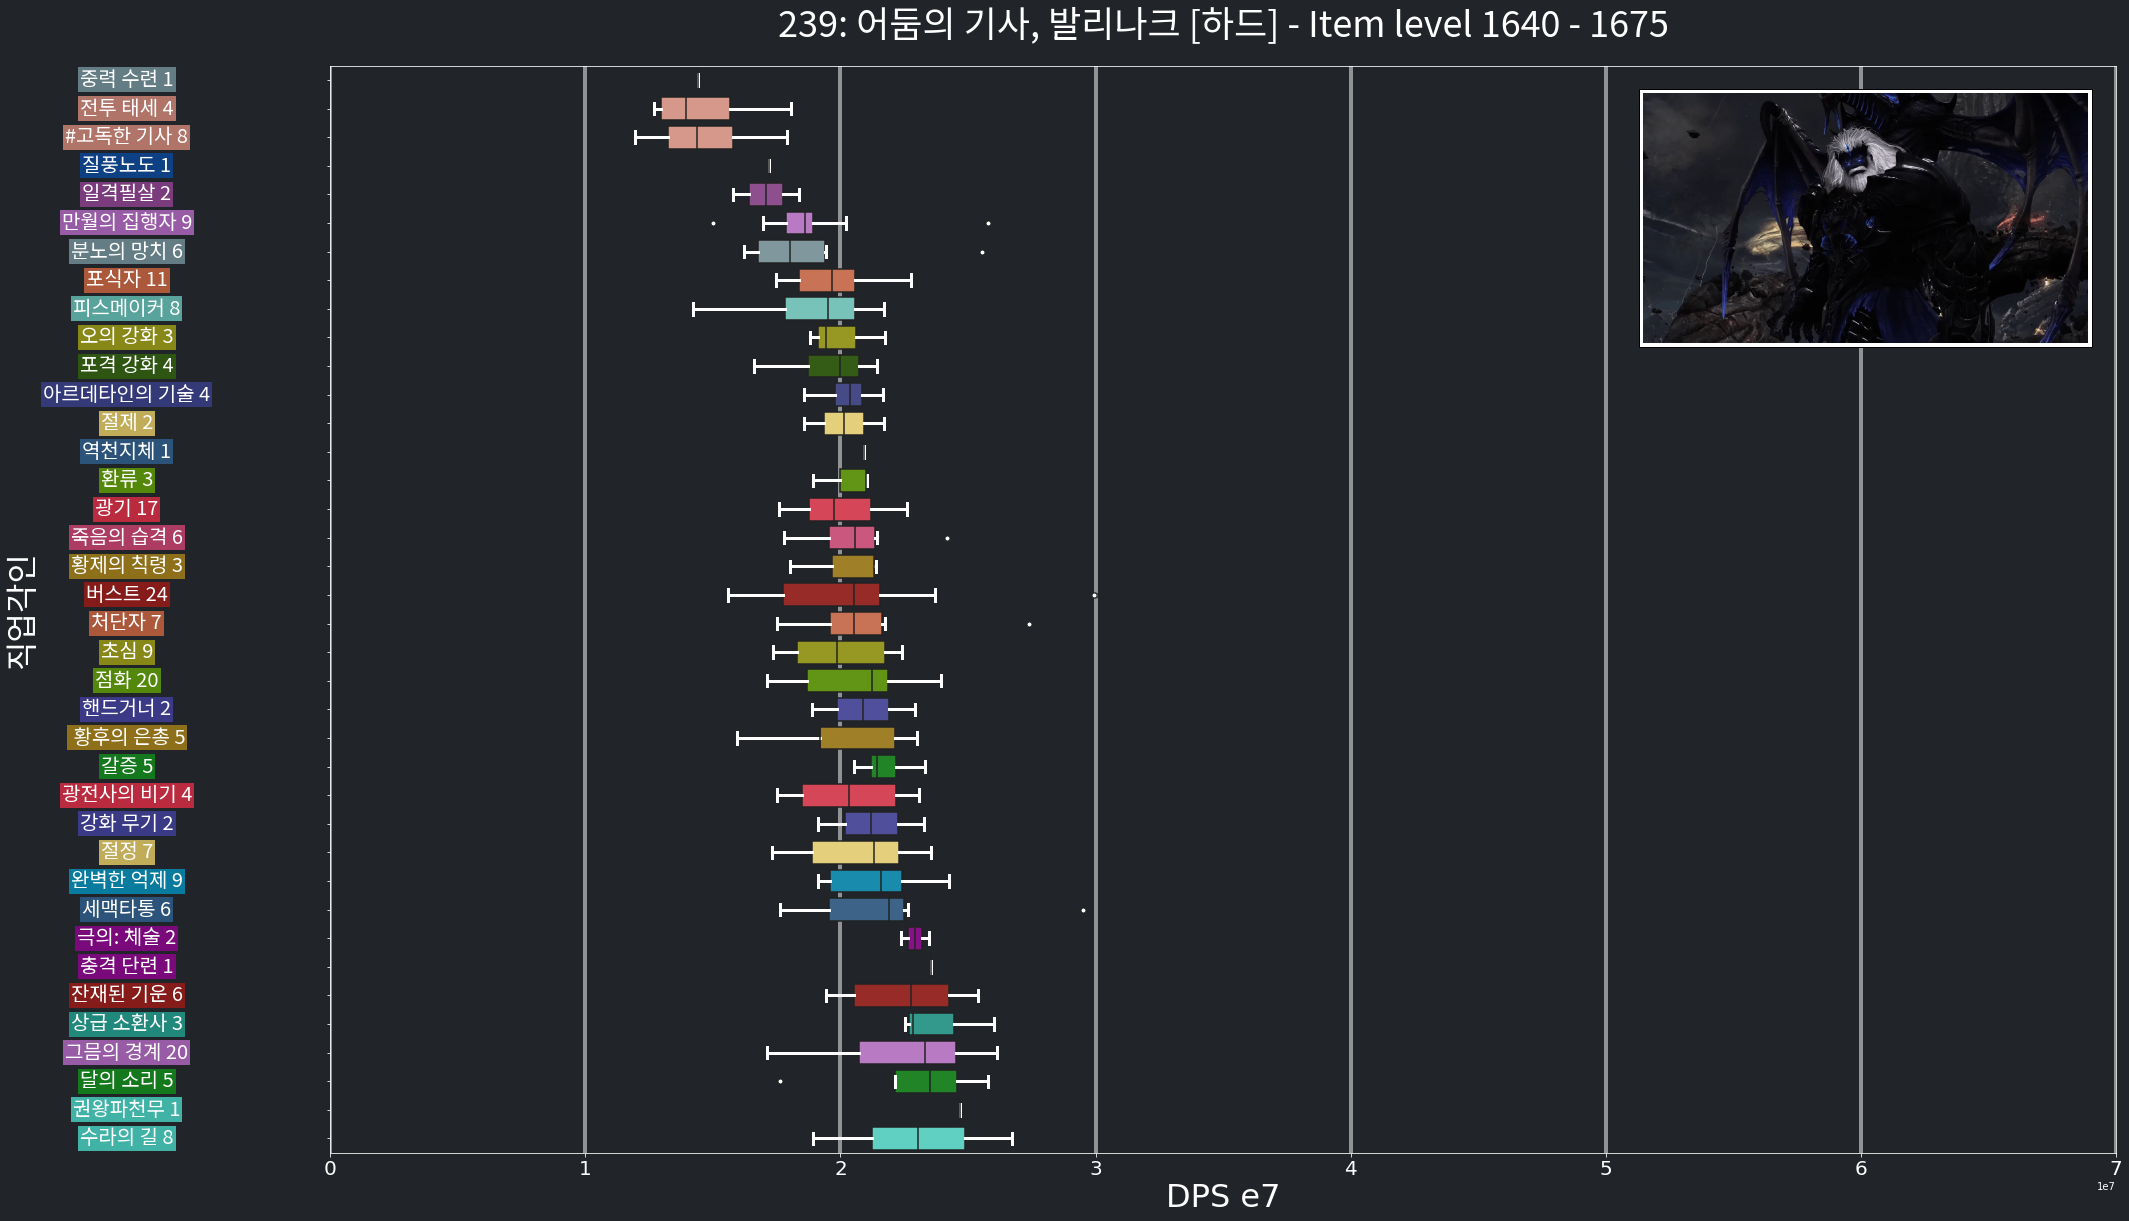 239: 어둠의 기사, 발리나크 [하드] - Item level 1640 - 1675
직업각인
중력 수련 1
전투 태세 4
#고독한 기사 8
질풍노도 1
일격필살 2
만월의 집행자 9
분노의 망치 6
포식자 11
피스메이커 8
오의 강화 3
포격 강화 4
아르데타인의 기술 4
절제 2
역천지체 1
환류 3
광기 17
죽음의 습격 6
황제의 칙령 3
버스트 24
처단자 7
초심 9
점화 20
핸드거너 2
황후의 은총 5
갈증 5
광전사의 비기 4
강화 무기 2
절정 7
완벽한 억제 9
세맥타통 6
극의: 체술 2
충격 단련 1
잔재된 기운 6
상급 소환사 3
그믐의 경계 20
달의 소리 5
권왕파천무 1
수라의 길 8
0 1 2 3 4 5 6 7
1e7
DPS e7